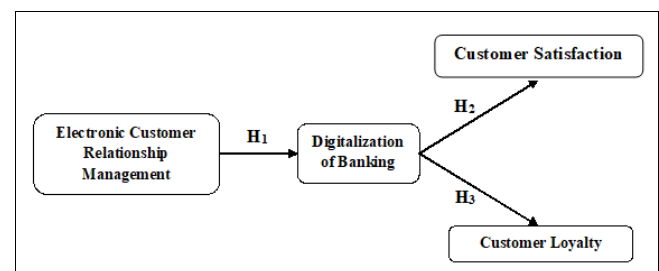 Customer Satisfaction
Electronic Customer
Relationship
Management
H1
Digitalization
of Banking
H2
H3
Customer Loyalty